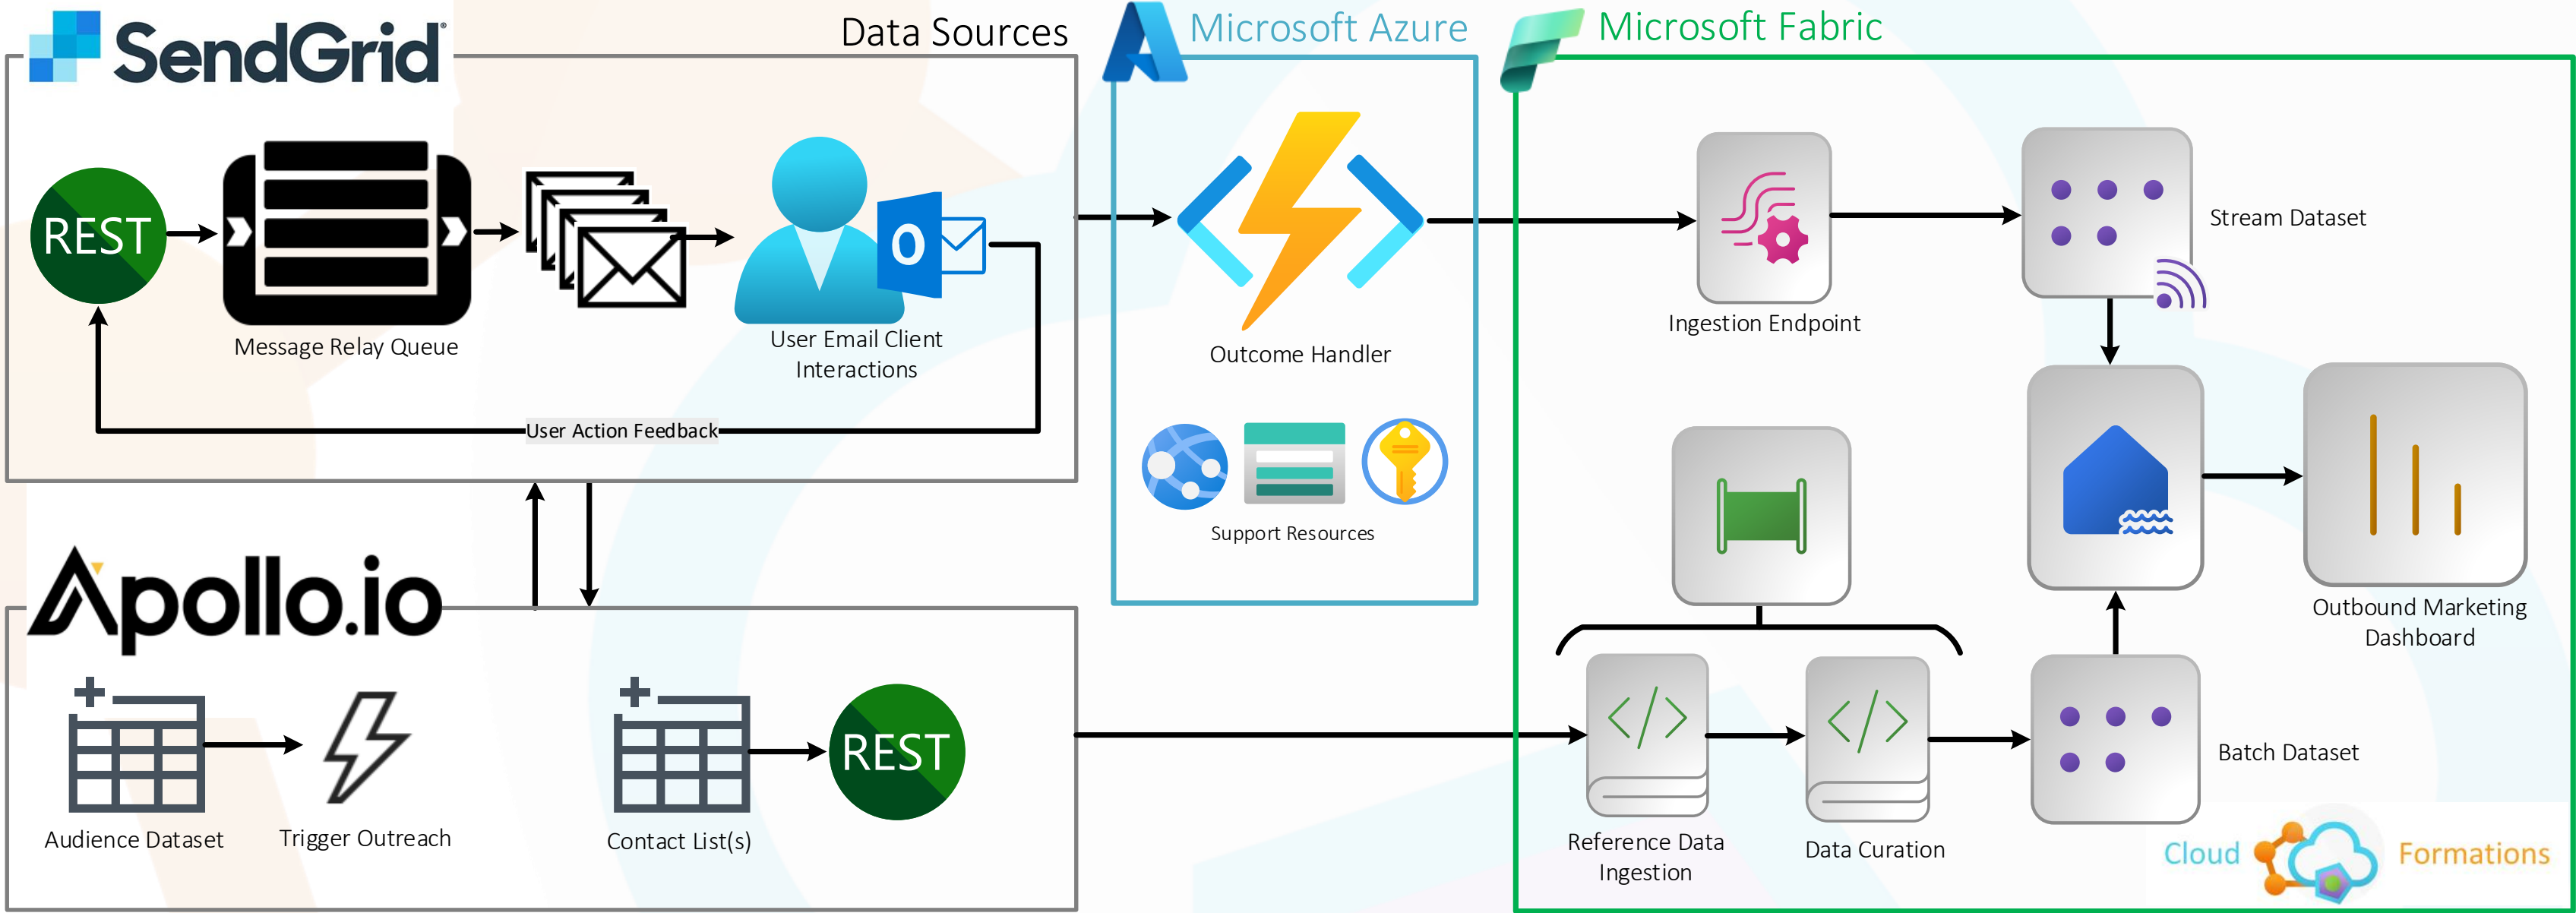 SendGrid®
Data Sources
Microsoft Azure
Microsoft Fabric
REST
Message Relay Queue
O
User Email Client
Interactions
User Action Feedback
Outcome Handler
Support Resources
Ingestion Endpoint
Stream Dataset
Outbound Marketing
Dashboard
Apollo.io
Audience Dataset
Trigger Outreach
Contact List(s)
REST
Reference Data
Ingestion
Data Curation
Batch Dataset
Cloud Formations